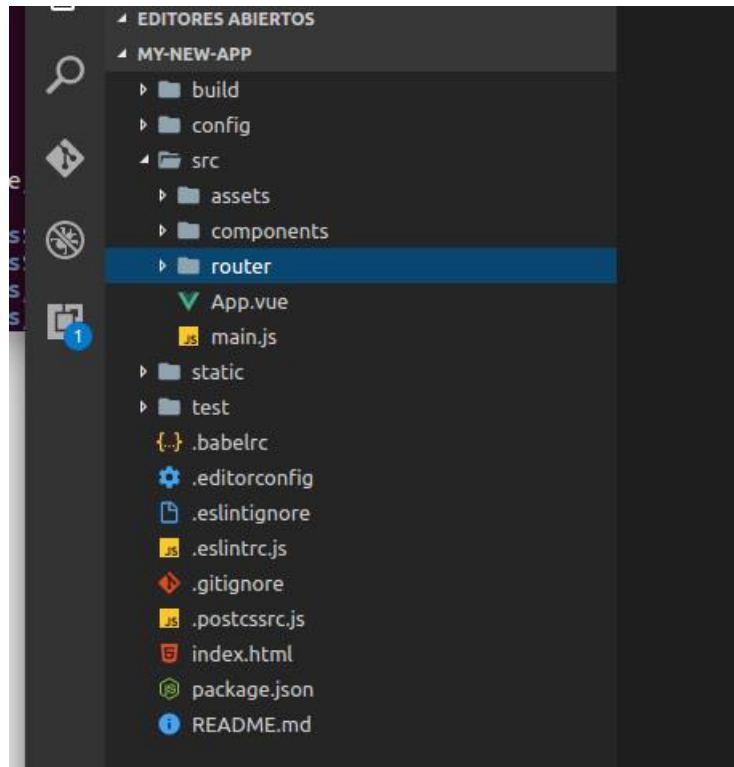 EDITORES ABIERTOS
MY-NEW-APP
build
config
src
assets
components
router
App.vue
main.js
static
test
.babelrc
.editorconfig
.eslintignore
.eslintrc.js
.gitignore
.postcssrc.js
index.html
package.json
README.md
1